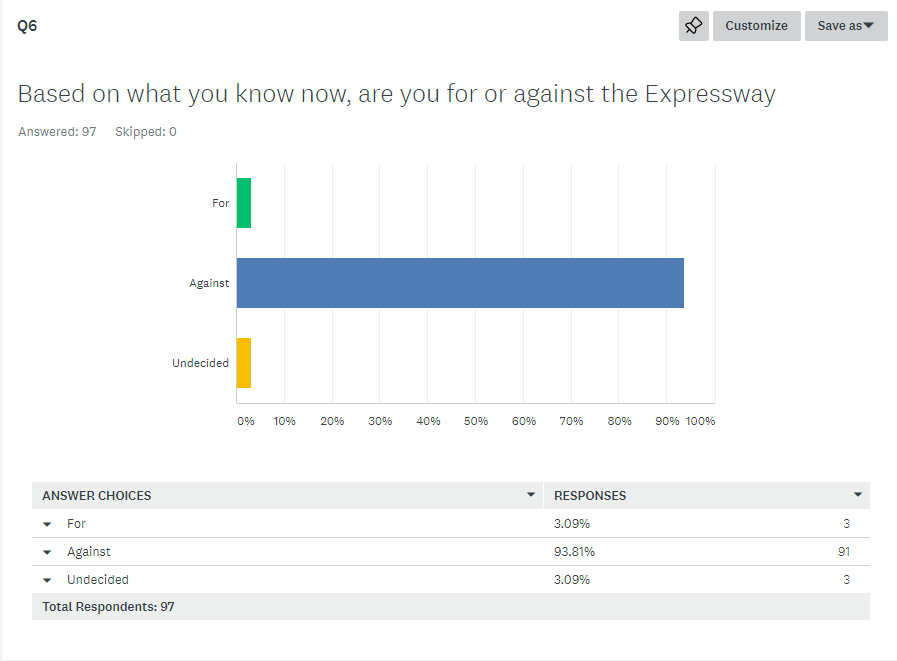 Q6
Customize
Save as
Based on what you know now, are you for or against the Expressway
Answered: 97 Skipped: 0
For
Against
Undecided
0% 10% 20% 30% 40% 50% 60% 70% 80% 90% 100%
ANSWER CHOICES RESPONSES
For 3.09% 3
Against 93.81% 91
Undecided 3.09% 3
Total Respondents: 97